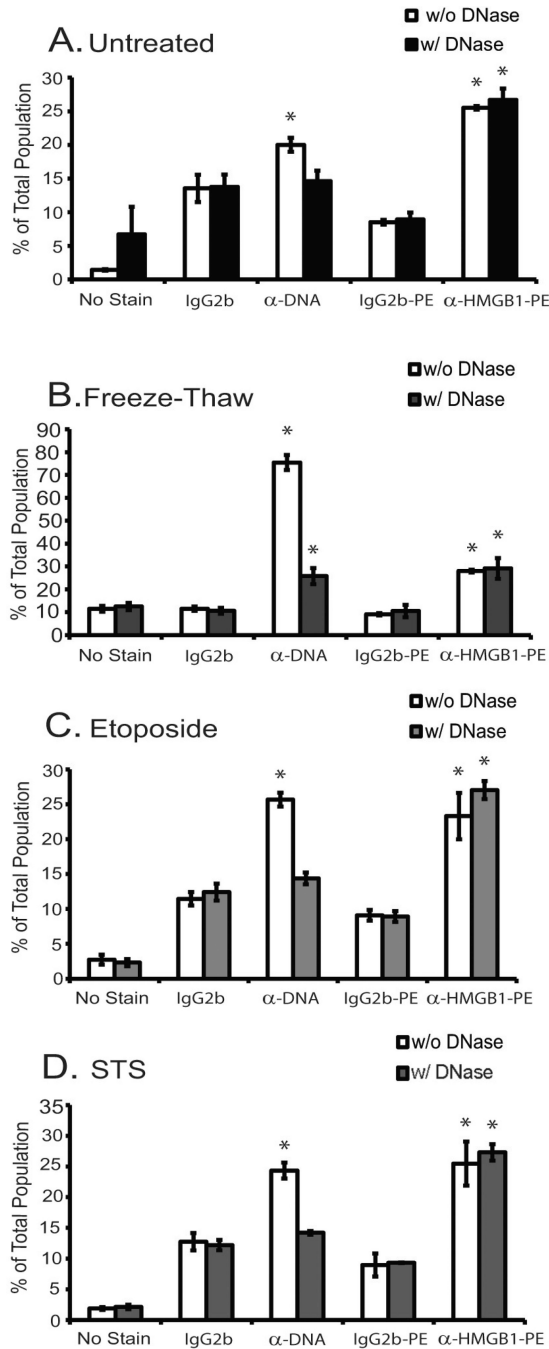 A. Untreated
w/o DNase
w/ DNase
% of Total Population
30
25
20
15
10
5
0
*
* *
No Stain IgG2b α-DNA IgG2b-PE α-HMGB1-PE
B. Freeze-Thaw
w/o DNase
w/ DNase
% of Total Population
90
80
70
60
50
40
30
20
10
0
*
*
* *
No Stain IgG2b α-DNA IgG2b-PE α-HMGB1-PE
C. Etoposide
w/o DNase
w/ DNase
% of Total Population
30
25
20
15
10
5
0
*
* *
No Stain IgG2b α-DNA IgG2b-PE α-HMGB1-PE
D. STS
w/o DNase
w/ DNase
% of Total Population
35
30
25
20
15
10
5
0
*
* *
No Stain IgG2b α-DNA IgG2b-PE α-HMGB1-PE